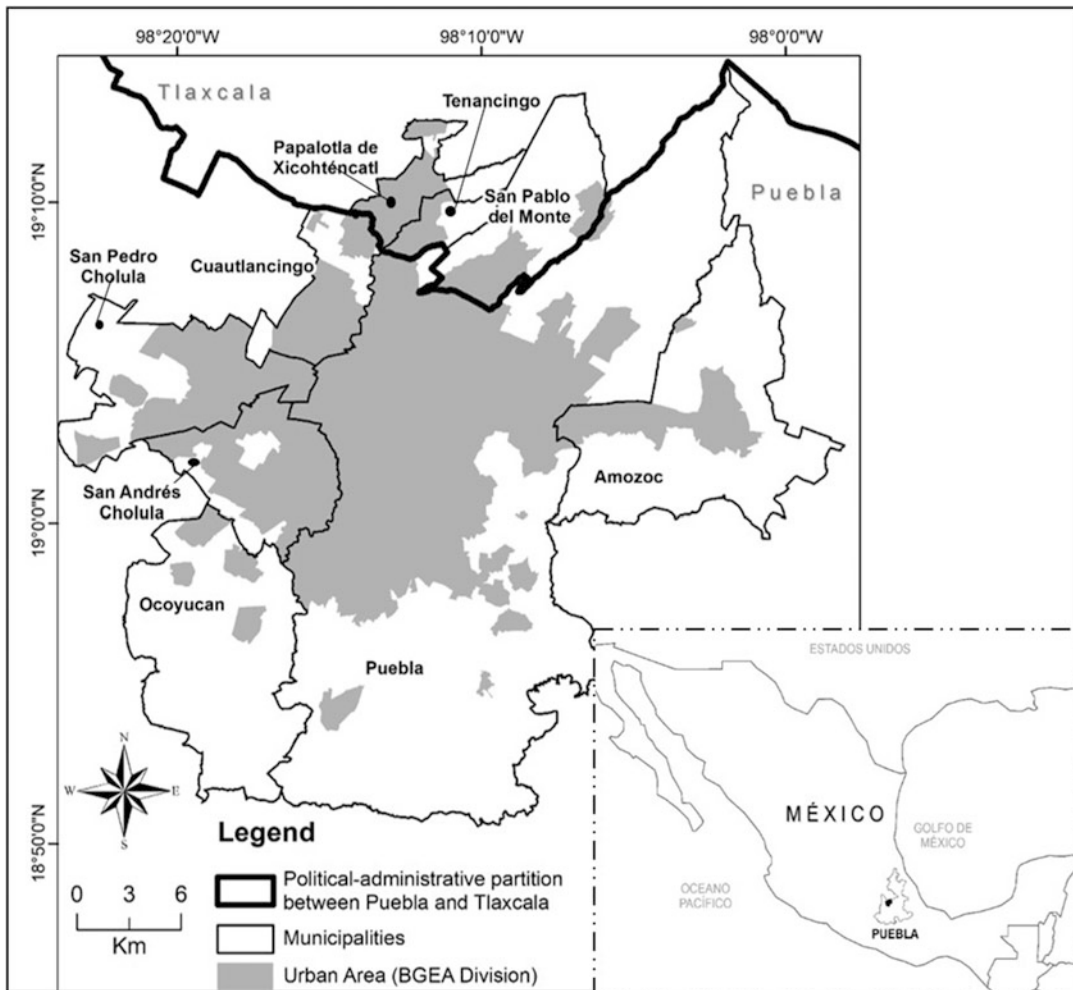 98°20'0"W
98°10'0"W
98°0'0"W
Tlaxcala
Tenancingo
Papalotla de
Xicohténcatl
Puebla
19°10'0"N
San Pablo
del Monte
San Pedro
Cholula
Cuautlancingo
Amozoc
San Andrés
Cholula
19°0'0"N
Ocoyucan
Puebla
ESTADOS UNIDOS
N
W
E
S
MÉXICO
GOLFO DE
MÉXICO
18°50'0"N
Legend
OCEANO
PACÍFICO
0 3 6
Km
Political-administrative partition
between Puebla and Tlaxcala
PUEBLA
Municipalities
Urban Area (BGEA Division)